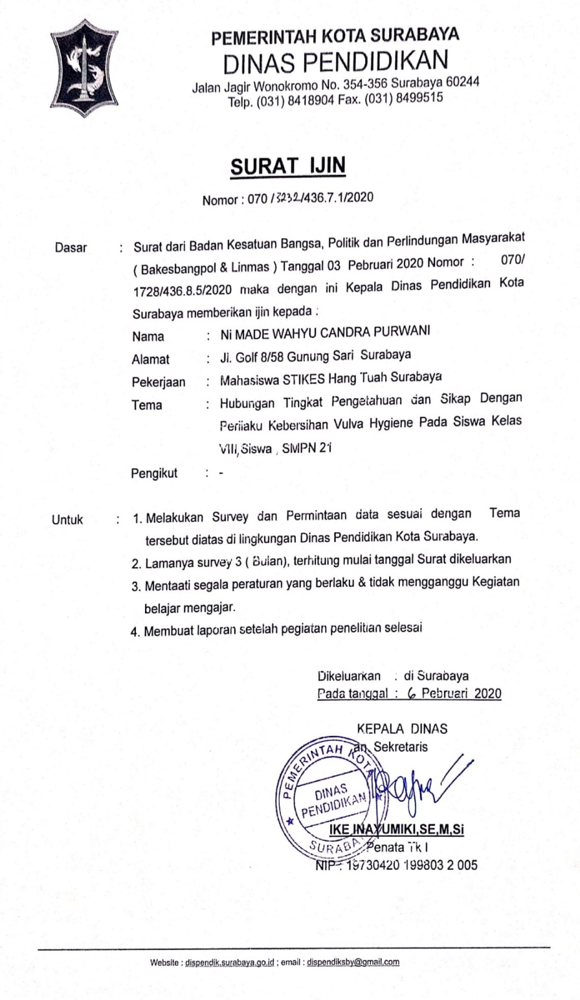 PEMERINTAH KOTA SURABAYA
DINAS PENDIDIKAN
Jalan Jagir Wonokromo No. 354-356 Surabaya 60244
Telp. (031) 8418904 Fax. (031) 8499515
SURAT IJIN
Nomor : 070 /3232/436.7.1/2020
Dasar : Surat dari Badan Kesatuan Bangsa, Politik dan Perlindungan Masyarakat
( Bakesbangpol & Linmas ) Tanggal 03 Pebruari 2020 Nomor : 070/
1728/436.8.5/2020 maka dengan ini Kepala Dinas Pendidikan Kota
Surabaya memberikan ijin kepada :
Nama : Ni MADE WAHYU CANDRA PURWANI
Alamat : Jl. Golf 8/58 Gunung Sari Surabaya
Pekerjaan : Mahasiswa STIKES Hang Tuah Surabaya
Tema : Hubungan Tingkat Pengetahuan dan Sikap Dengan
Perilaku Kebersihan Vulva Hygiene Pada Siswa Kelas
VIII,Siswa , SMPN 21
Pengikut : -
Untuk : 1. Melakukan Survey dan Permintaan data sesuai dengan Tema
tersebut diatas di lingkungan Dinas Pendidikan Kota Surabaya.
2. Lamanya survey 3 ( Bulan), terhitung mulai tanggal Surat dikeluarkan
3. Mentaati segala peraturan yang berlaku & tidak mengganggu Kegiatan
belajar mengajar.
4. Membuat laporan setelah pegiatan penelitian selesai
Dikeluarkan : di Surabaya
Pada tanggal : 6 Pebruari 2020
KEPALA DINAS
an. Sekretaris
PEMERINTAH KOTA
DINAS
PENDIDIKAN
SURABAYA
IKE INAYUMIKI,SE,M,Si
Penata Tk I
NIP : 19730420 199803 2 005
Website : dispendik.surabaya.go.id ; email : dispendiksby@gmail.com